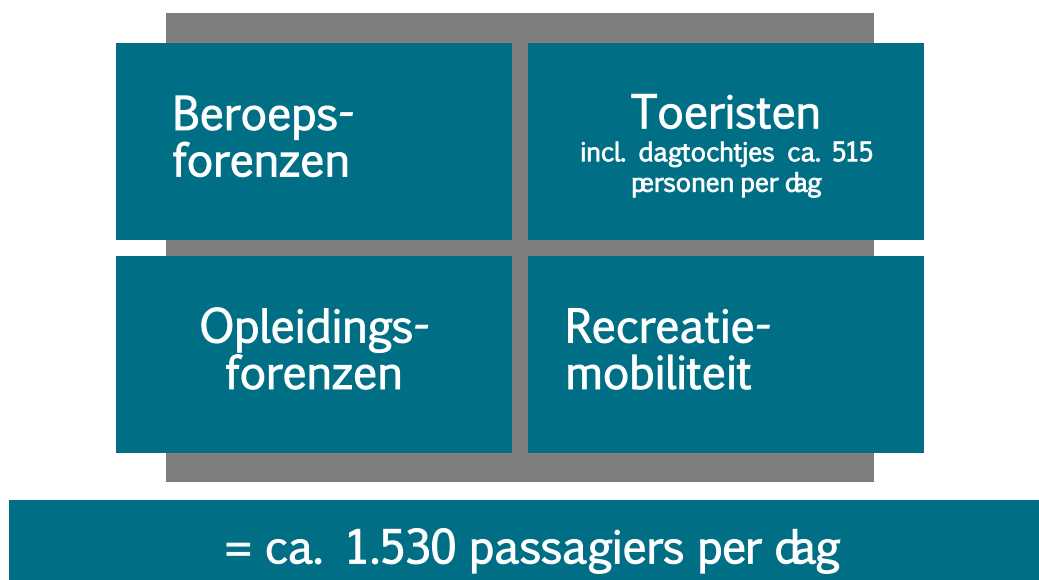 Beroeps-
forenzen
Toeristen
incl. dagtochtjes ca. 515
personen per dag
Opleidings-
forenzen
Recreatie-
mobiliteit
= ca. 1.530 passagiers per dag